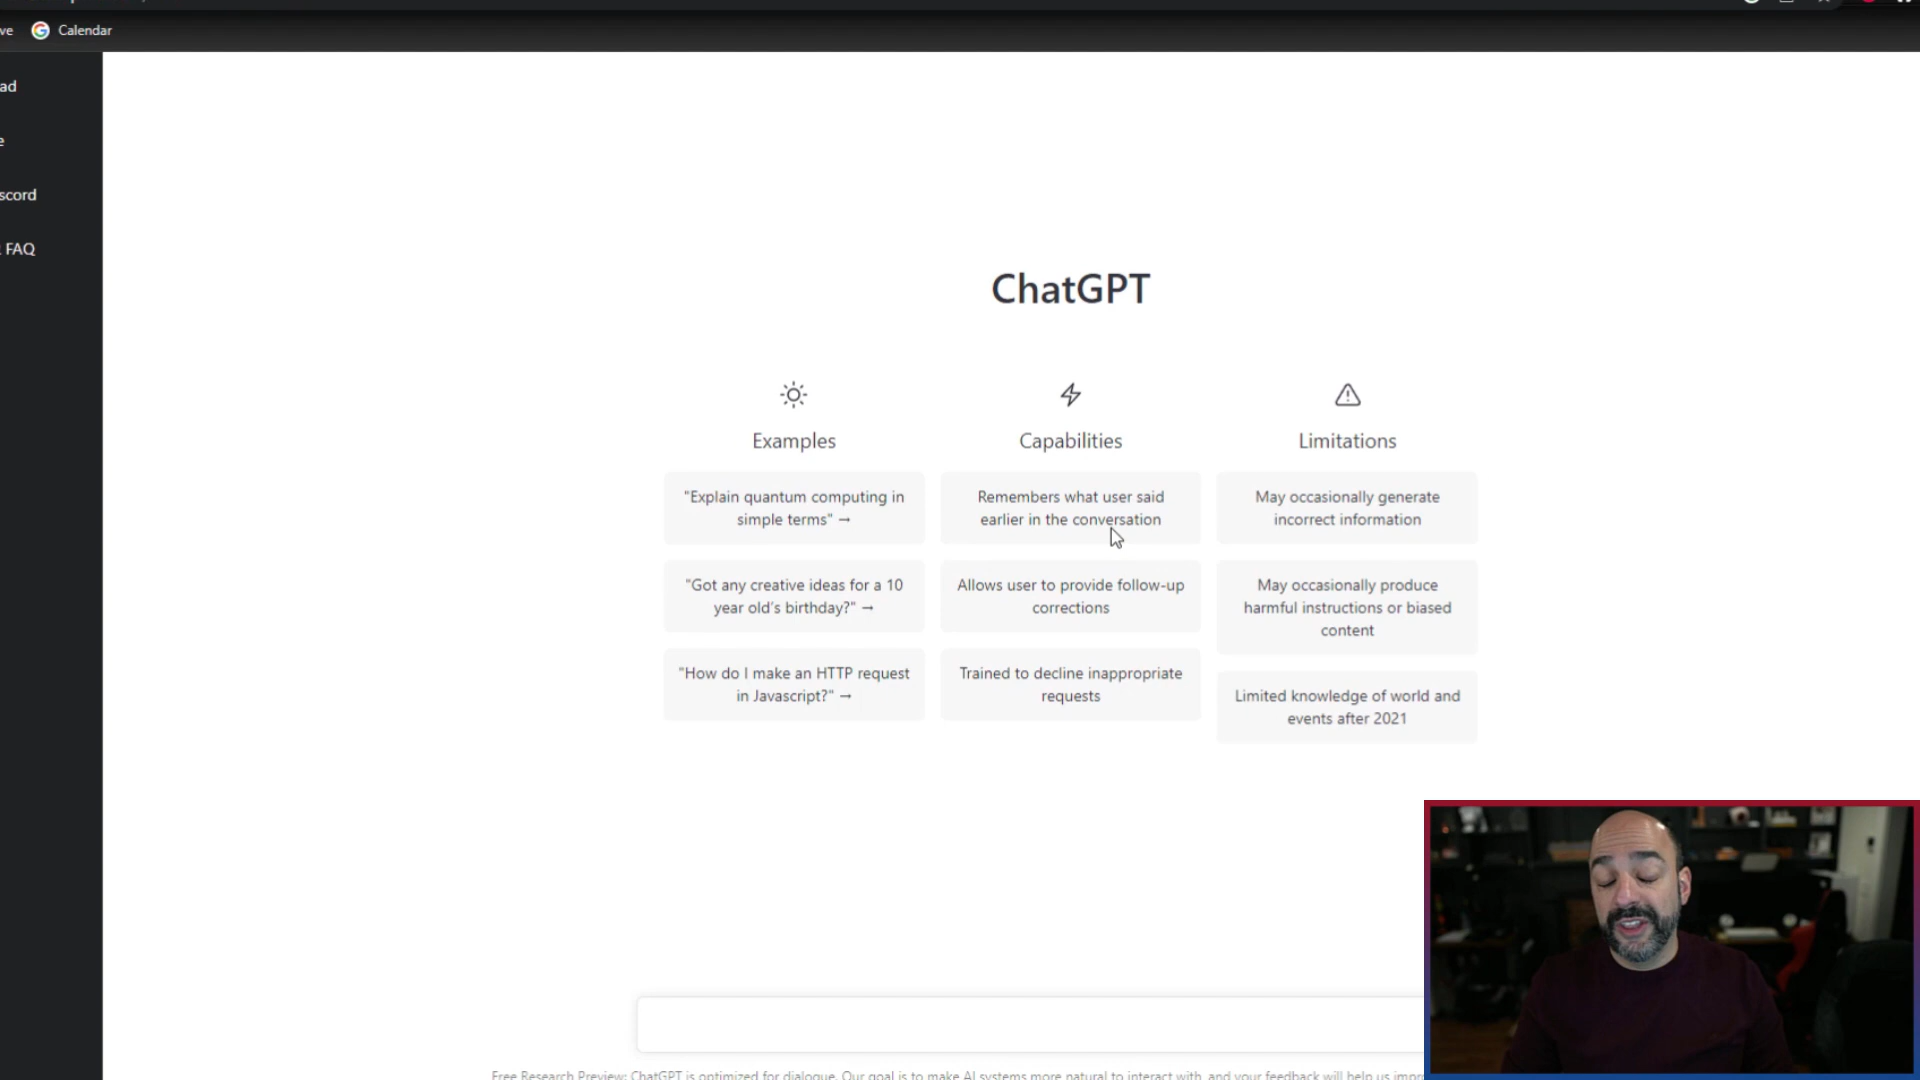 ve Calendar
ad
e
scord
FAQ
ChatGPT
Examples
Capabilities
Limitations
"Explain quantum computing in
simple terms" →
"Got any creative ideas for a 10
year old's birthday?" →
"How do I make an HTTP request
in Javascript?" →
Remembers what user said
earlier in the conversation
Allows user to provide follow-up
corrections
Trained to decline inappropriate
requests
May occasionally generate
incorrect information
May occasionally produce
harmful instructions or biased
content
Limited knowledge of world and
events after 2021
Free Research Preview: ChatGPT is optimized for dialogue. Our goal is to make AI systems more natural to interact with, and your feedback will help us impr